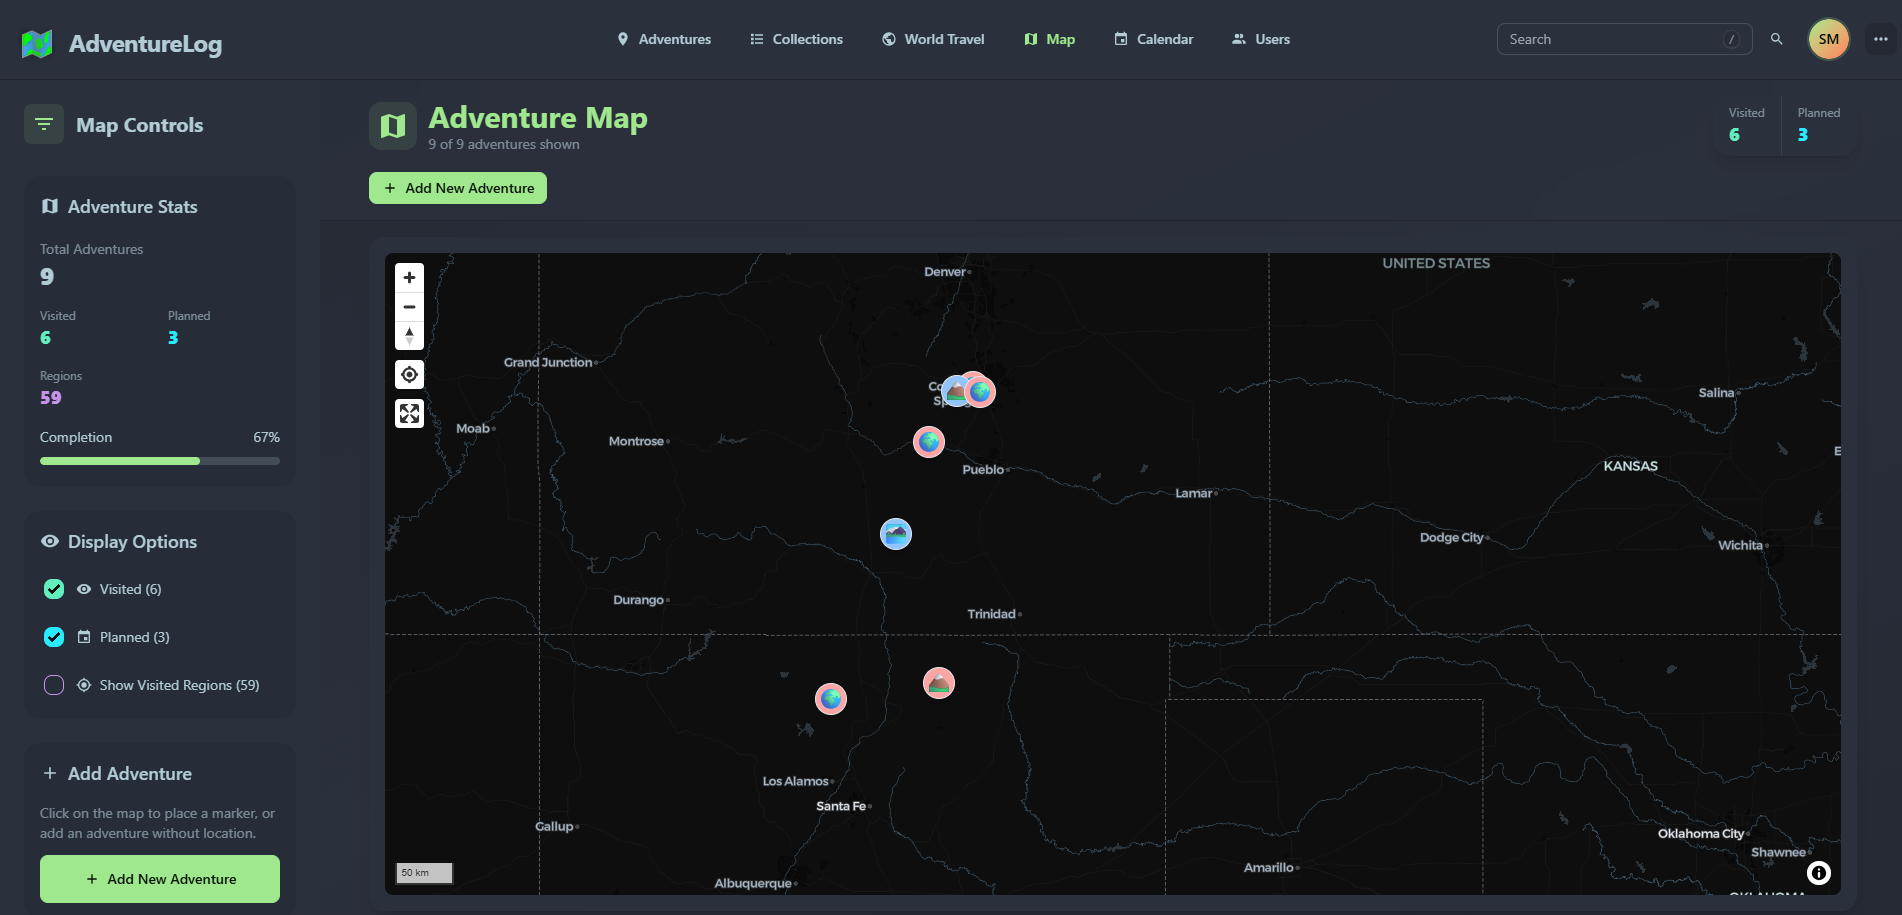 AdventureLog
Adventures
Collections
World Travel
Map
Calendar
Users
Search
/
SM
Map Controls
Adventure Stats
Total Adventures
9
Visited
Planned
6
3
Regions
59
Completion
67%
Display Options
Visited (6)
Planned (3)
Show Visited Regions (59)
Add Adventure
Click on the map to place a marker, or
add an adventure without location.
Add New Adventure
Adventure Map
9 of 9 adventures shown
Visited
Planned
6
3
Add New Adventure
UNITED STATES
Denver
Grand Junction
Salina
Moab
Montrose
KANSAS
Pueblo
Lamar
Dodge City
Wichita
Durango
Trinidad
Los Alamos
Santa Fe
Gallup
Oklahoma City
Shawnee
Amarillo
50 km
Albuquerque
OKLAHOMA